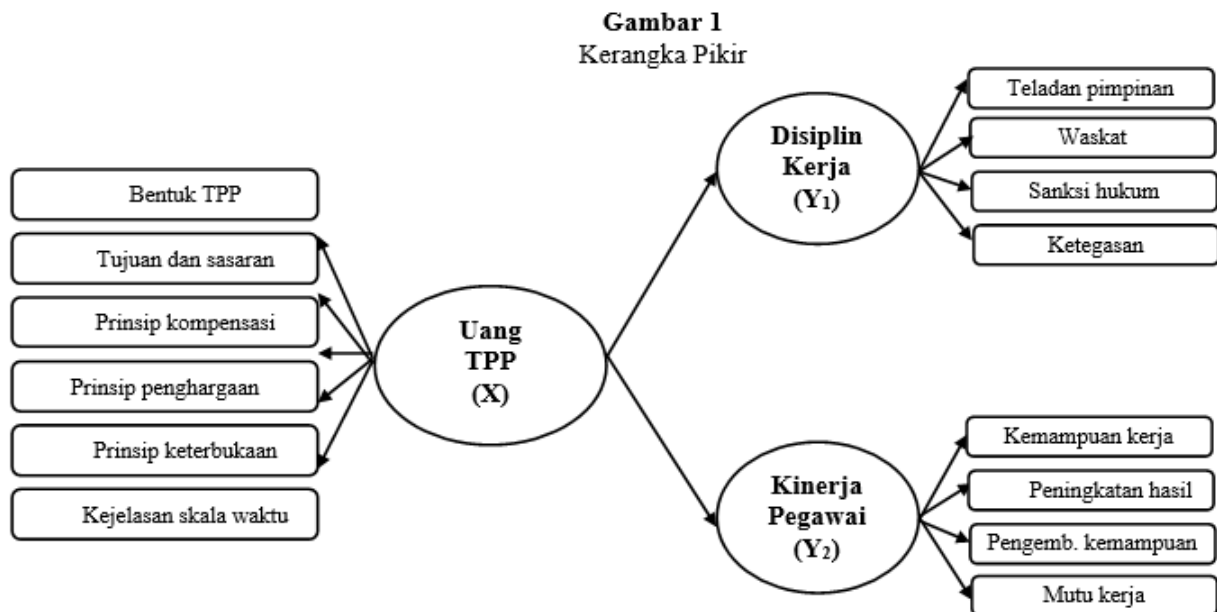 Gambar 1
Kerangka Pikir
Bentuk TPP
Tujuan dan sasaran
Prinsip kompensasi
Prinsip penghargaan
Prinsip keterbukaan
Kejelasan skala waktu
Uang
TPP
(X)
Disiplin
Kerja
(Y₁)
Teladan pimpinan
Waskat
Sanksi hukum
Ketegasan
Kinerja
Pegawai
(Y₂)
Kemampuan kerja
Peningkatan hasil
Pengemb. kemampuan
Mutu kerja